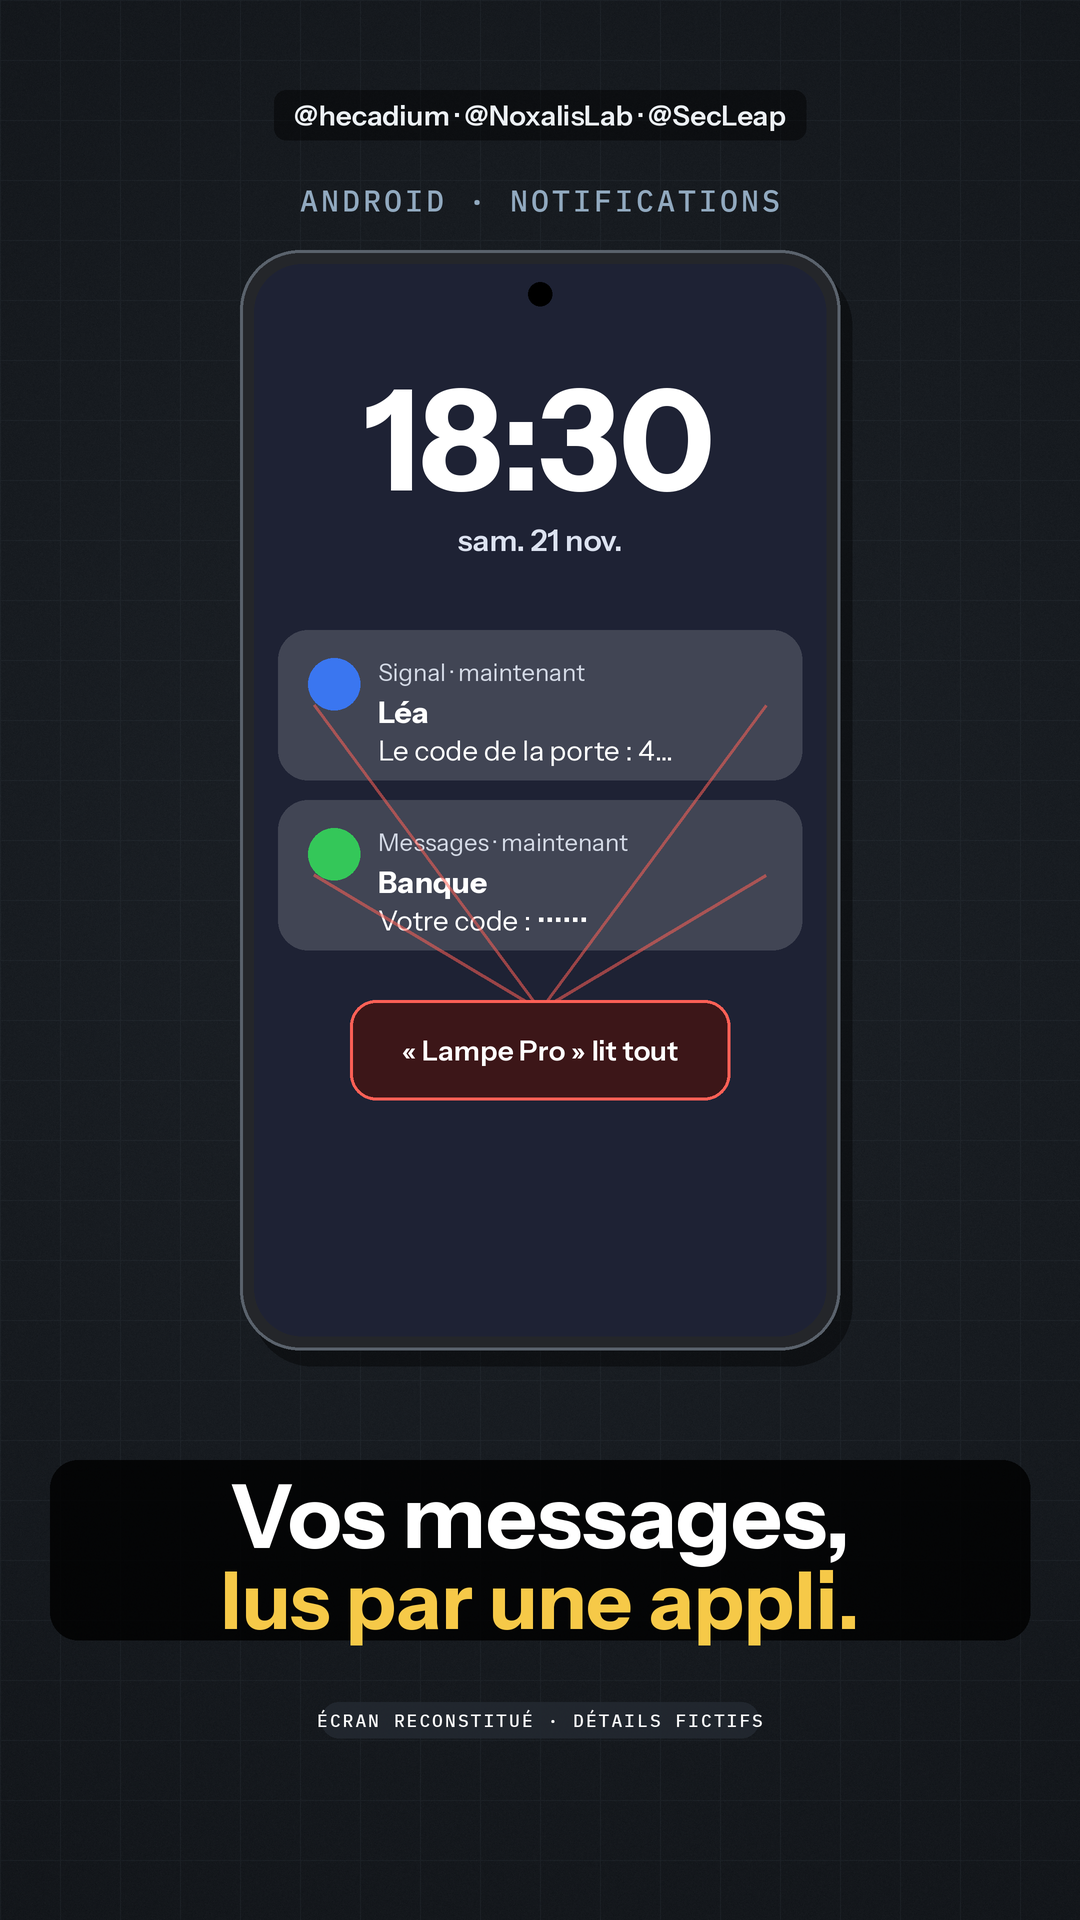 @hecadium · @NoxalisLab · @SecLeap
ANDROID · NOTIFICATIONS
18:30
sam. 21 nov.
Signal · maintenant
Léa
Le code de la porte : 4...
Messages · maintenant
Banque
Votre code : ••••••
« Lampe Pro » lit tout
Vos messages,
lus par une appli.
ÉCRAN RECONSTITUÉ · DÉTAILS FICTIFS